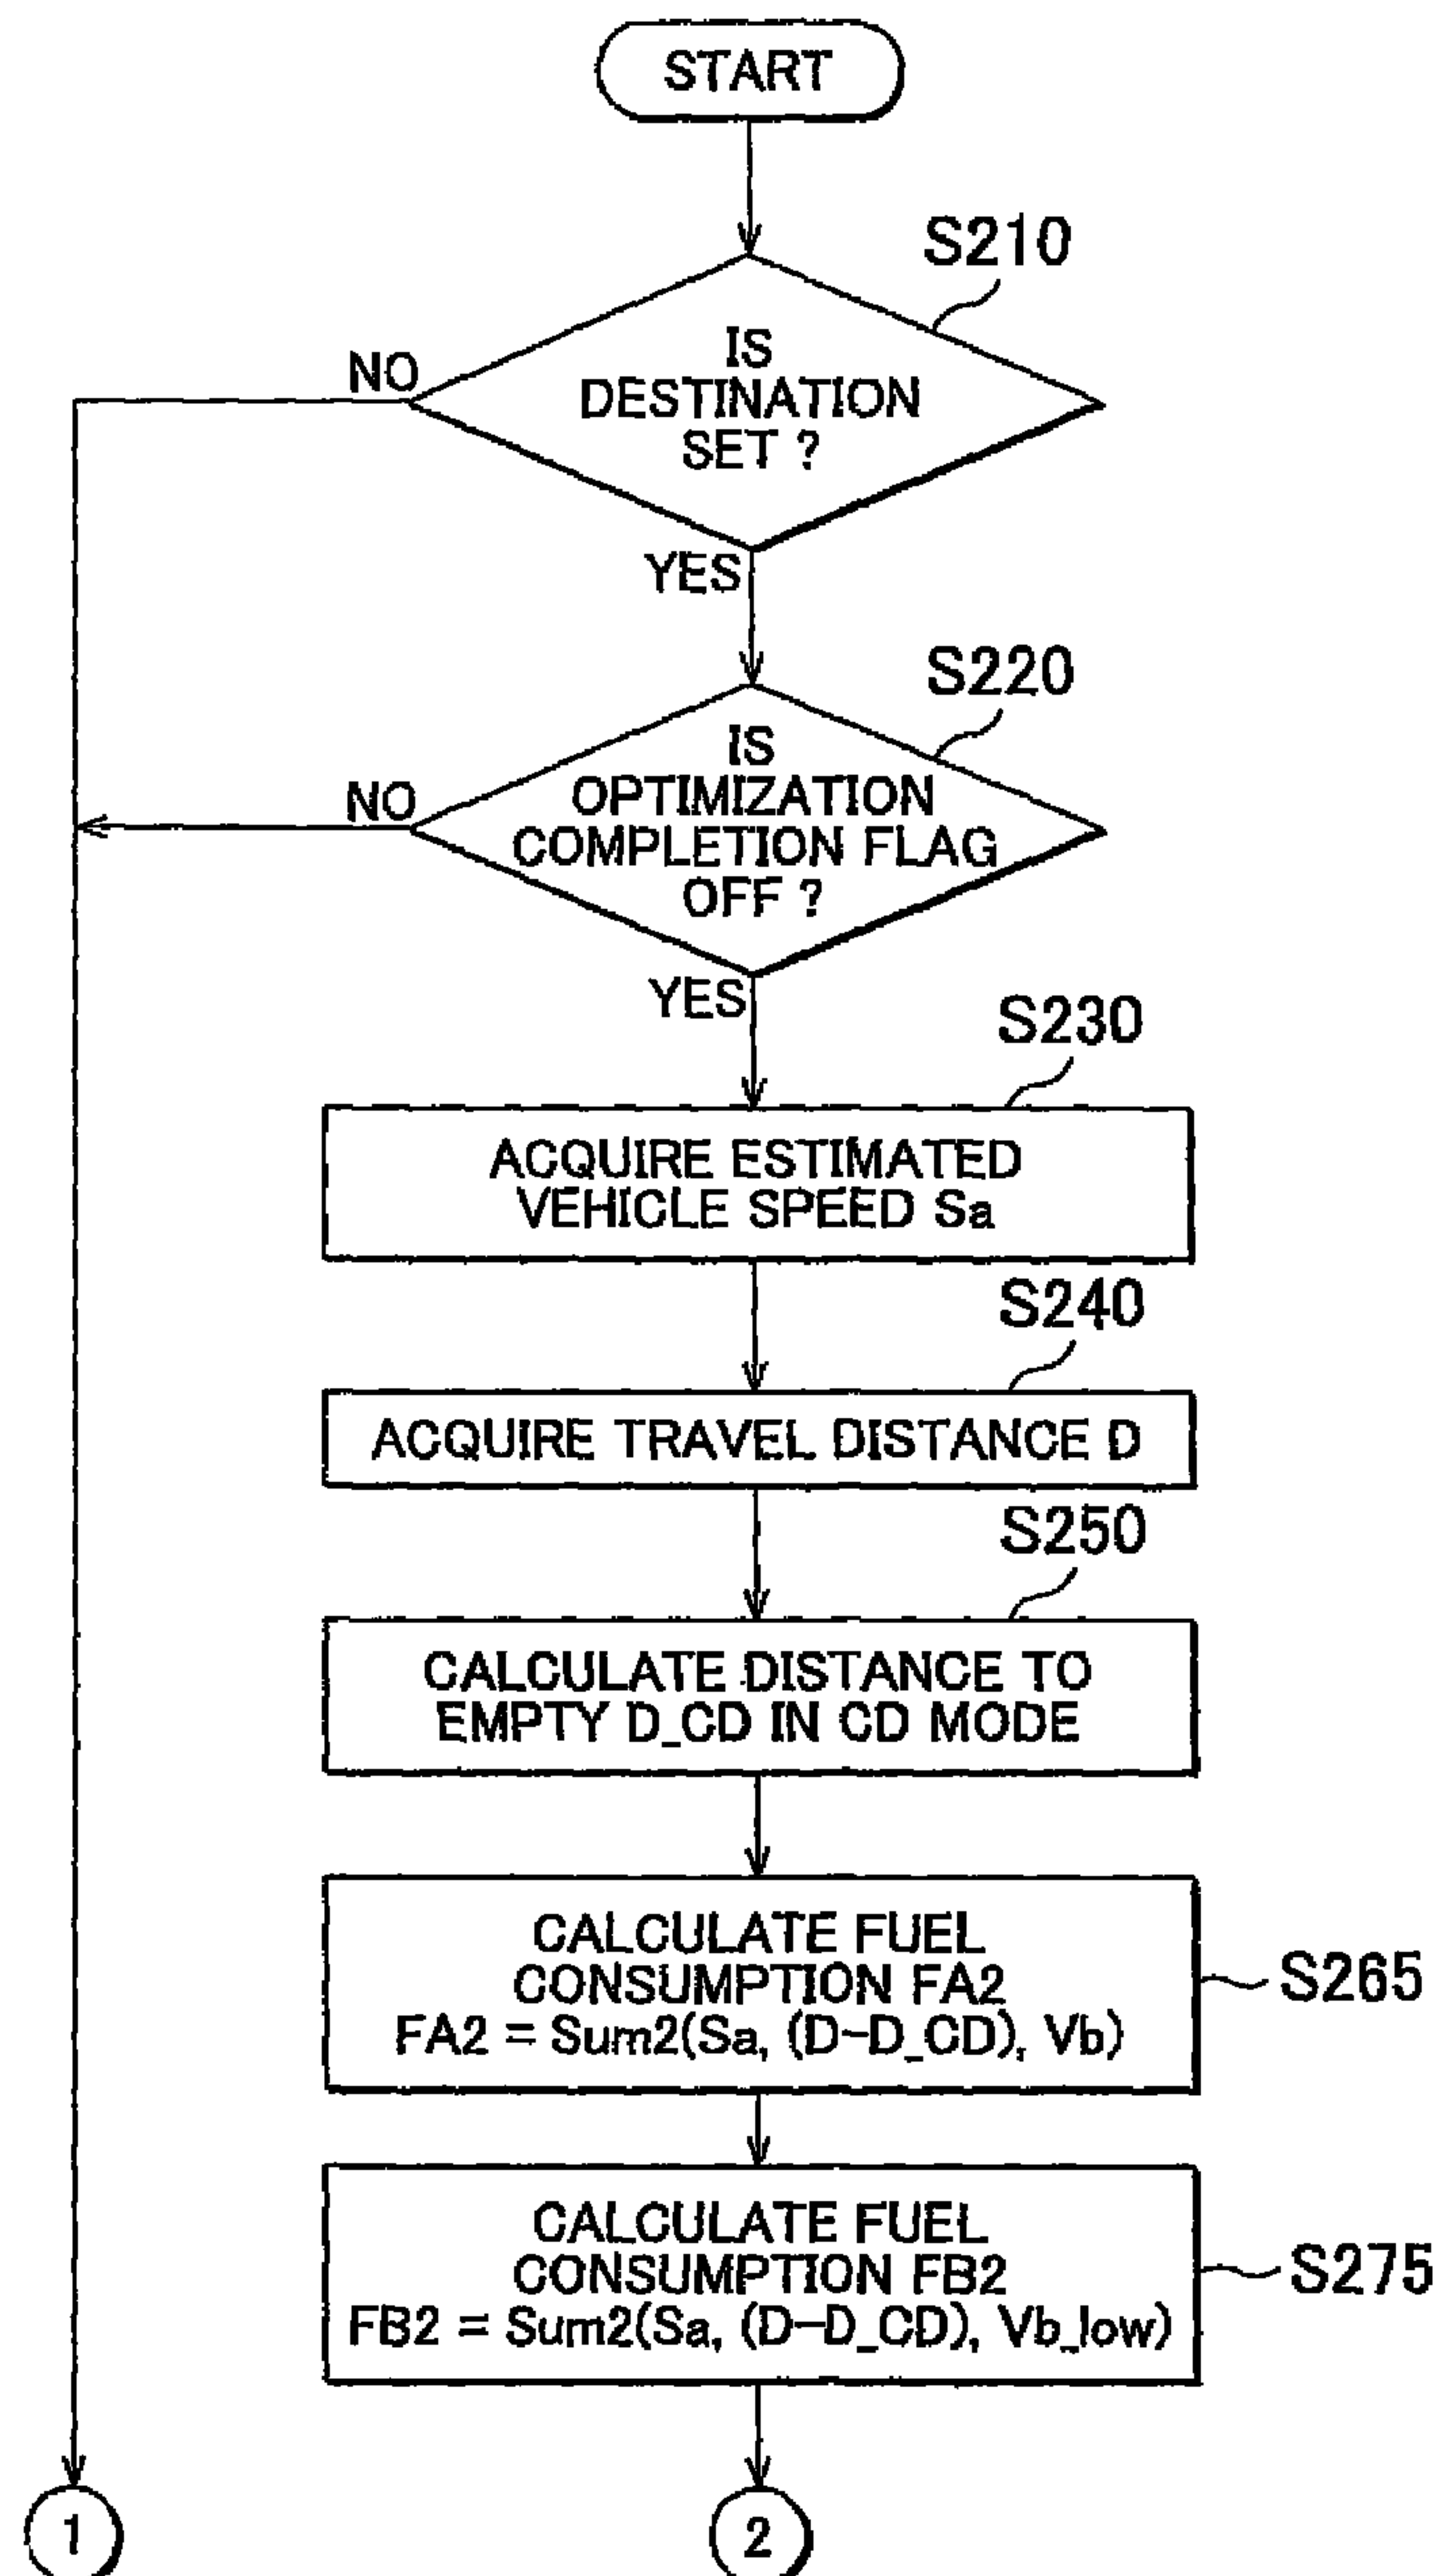 START
S210
IS
DESTINATION
SET ?
NO
YES
S220
IS
OPTIMIZATION
COMPLETION FLAG
OFF ?
NO
YES
S230
ACQUIRE ESTIMATED
VEHICLE SPEED Sa
S240
ACQUIRE TRAVEL DISTANCE D
S250
CALCULATE DISTANCE TO
EMPTY D_CD IN CD MODE
CALCULATE FUEL
CONSUMPTION FA2
FA2 = Sum2(Sa, (D-D_CD), Vb)
S265
CALCULATE FUEL
CONSUMPTION FB2
FB2 = Sum2(Sa, (D-D_CD), Vb_low)
S275
1
2